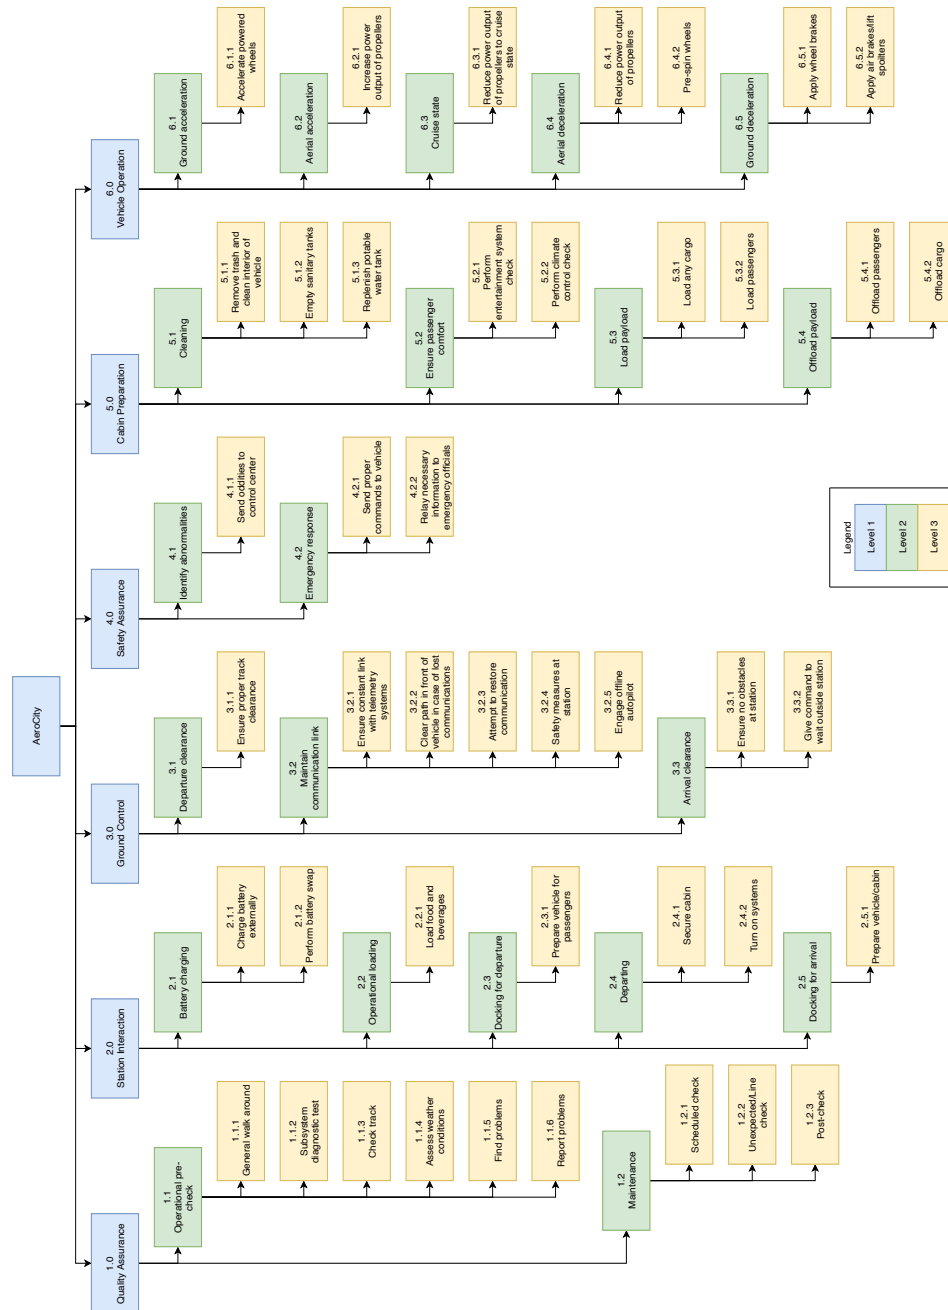 AeroCity
1.0
Quality Assurance
1.1
Operational pre-
check
1.1.1
General walk around
1.1.2
Subsystem
diagnostic test
1.1.3
Check track
1.1.4
Assess weather
conditions
1.1.5
Find problems
1.1.6
Report problems
1.2
Maintenance
1.2.1
Scheduled check
1.2.2
Unexpected/Line
check
1.2.3
Post-check
2.0
Station Interaction
2.1
Battery charging
2.1.1
Charge battery
externally
2.1.2
Perform battery swap
2.2
Operational loading
2.2.1
Load food and
beverages
2.3
Docking for departure
2.3.1
Prepare vehicle for
passengers
2.4
Departing
2.4.1
Secure cabin
2.4.2
Turn on systems
2.5
Docking for arrival
2.5.1
Prepare vehicle/cabin
3.0
Ground Control
3.1
Departure clearance
3.1.1
Ensure proper track
clearance
3.2
Maintain
communication link
3.2.1
Ensure constant link
with telemetry
systems
3.2.2
Clear path in front of
vehicle in case of lost
communications
3.2.3
Attempt to restore
communication
3.2.4
Safety measures at
station
3.2.5
Engage offline
autopilot
3.3
Arrival clearance
3.3.1
Ensure no obstacles
at station
3.3.2
Give command to
wait outside station
4.0
Safety Assurance
4.1
Identify abnormalities
4.1.1
Send oddities to
control center
4.2
Emergency response
4.2.1
Send proper
commands to vehicle
4.2.2
Relay necessary
information to
emergency officials
5.0
Cabin Preparation
5.1
Cleaning
5.1.1
Remove trash and
clean interior of
vehicle
5.1.2
Empty sanitary tanks
5.1.3
Replenish potable
water tank
5.2
Ensure passenger
comfort
5.2.1
Perform
entertainment system
check
5.2.2
Perform climate
control check
5.3
Load payload
5.3.1
Load any cargo
5.3.2
Load passengers
5.4
Offload payload
5.4.1
Offload passengers
5.4.2
Offload cargo
6.0
Vehicle Operation
6.1
Ground acceleration
6.1.1
Accelerate powered
wheels
6.2
Aerial acceleration
6.2.1
Increase power
output of propellers
6.3
Cruise state
6.3.1
Reduce power output
of propellers to cruise
state
6.4
Aerial deceleration
6.4.1
Reduce power output
of propellers
6.4.2
Pre-spin wheels
6.5
Ground deceleration
6.5.1
Apply wheel brakes
6.5.2
Apply air brakes/lift
spoilters
Legend
Level 1
Level 2
Level 3